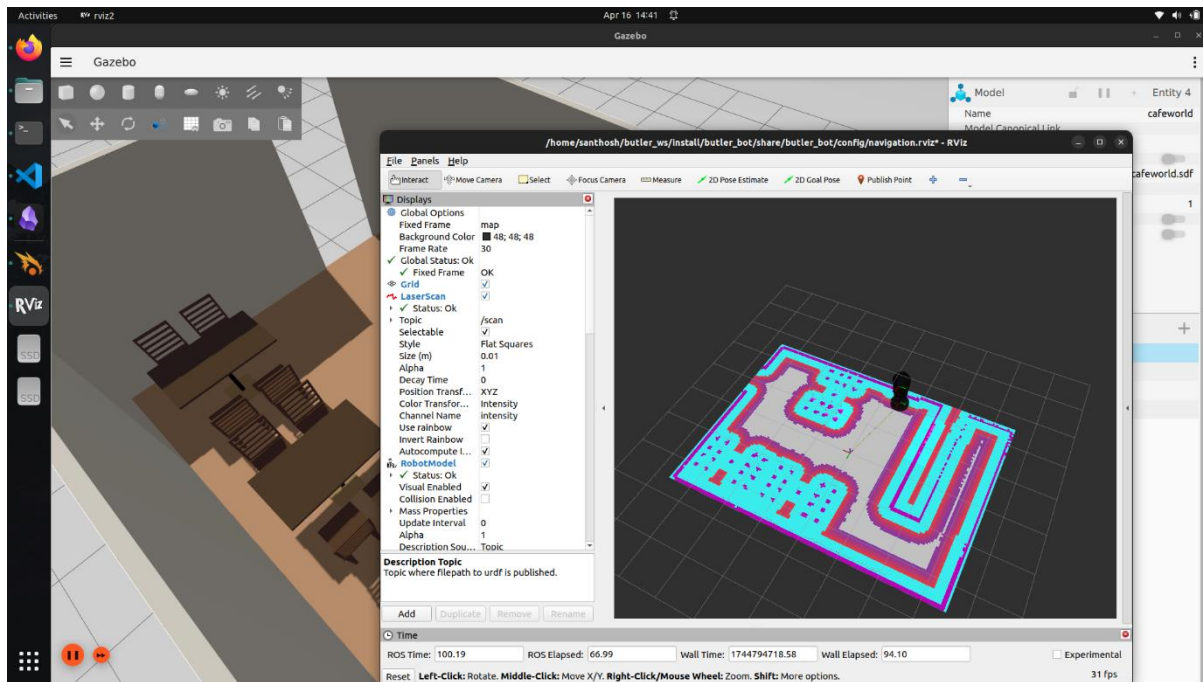 Activities RViz rviz2 Apr 16 14:41
Gazebo
Gazebo
Model Entity 4
Name cafeworld
Model Canonical Link
cafeworld.sdf
1
/home/santhosh/butler_ws/install/butler_bot/share/butler_bot/config/navigation.rviz* - RViz
File Panels Help
Interact Move Camera Select Focus Camera Measure 2D Pose Estimate 2D Goal Pose Publish Point
Displays
Global Options
Fixed Frame map
Background Color 48; 48; 48
Frame Rate 30
Global Status: Ok
Fixed Frame OK
Grid
LaserScan
Status: Ok
Topic /scan
Selectable
Style Flat Squares
Size (m) 0.01
Alpha 1
Decay Time 0
Position Transf... XYZ
Color Transfor... Intensity
Channel Name intensity
Use rainbow
Invert Rainbow
Autocompute I...
RobotModel
Status: Ok
Visual Enabled
Collision Enabled
Mass Properties
Update Interval 0
Alpha 1
Description Sou... Topic
Description Topic
Topic where filepath to urdf is published.
Add Duplicate Remove Rename
Time
ROS Time: 100.19 ROS Elapsed: 66.99 Wall Time: 1744794718.58 Wall Elapsed: 94.10 Experimental
Reset Left-Click: Rotate. Middle-Click: Move X/Y. Right-Click/Mouse Wheel: Zoom. Shift: More options. 31 fps
RViz
SSD
SSD